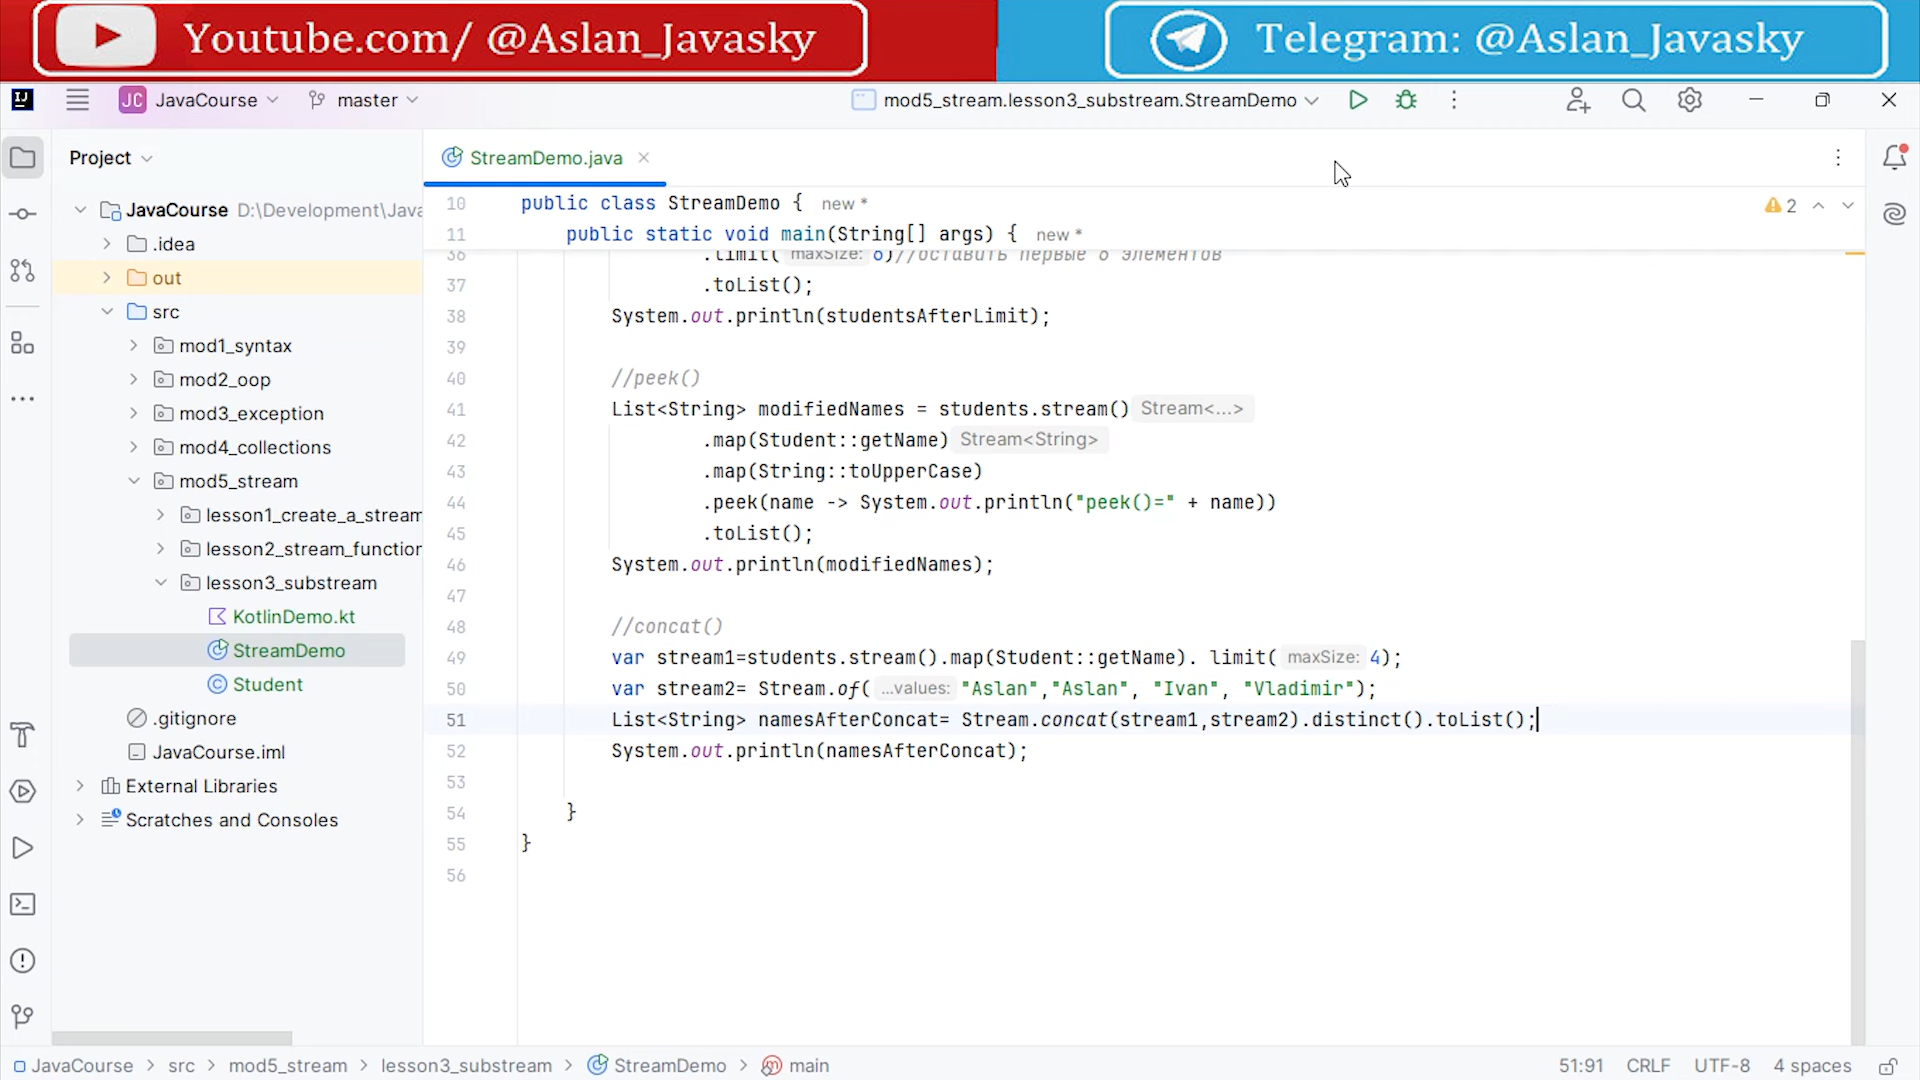 Youtube.com/ @Aslan_Javasky
Telegram: @Aslan_Javasky
JC JavaCourse master mod5_stream.lesson3_substream.StreamDemo
Project
StreamDemo.java
JavaCourse D:\Development\Java
.idea
out
src
mod1_syntax
mod2_oop
mod3_exception
mod4_collections
mod5_stream
lesson1_create_a_stream
lesson2_stream_function
lesson3_substream
KotlinDemo.kt
StreamDemo
Student
.gitignore
JavaCourse.iml
External Libraries
Scratches and Consoles
10 public class StreamDemo { new *
2
11 public static void main(String[] args) { new *
36 .limit( maxSize: 6)//оставить первые 6 элементов
37 .toList();
38 System.out.println(studentsAfterLimit);
39
40 //peek()
41 List<String> modifiedNames = students.stream() Stream<...>
42 .map(Student::getName) Stream<String>
43 .map(String::toUpperCase)
44 .peek(name -> System.out.println("peek()=" + name))
45 .toList();
46 System.out.println(modifiedNames);
47
48 //concat()
49 var stream1=students.stream().map(Student::getName). limit( maxSize: 4);
50 var stream2= Stream.of( ...values: "Aslan","Aslan", "Ivan", "Vladimir");
51 List<String> namesAfterConcat= Stream.concat(stream1,stream2).distinct().toList();
52 System.out.println(namesAfterConcat);
53
54 }
55 }
56
JavaCourse > src > mod5_stream > lesson3_substream > StreamDemo > main
51:91 CRLF UTF-8 4 spaces